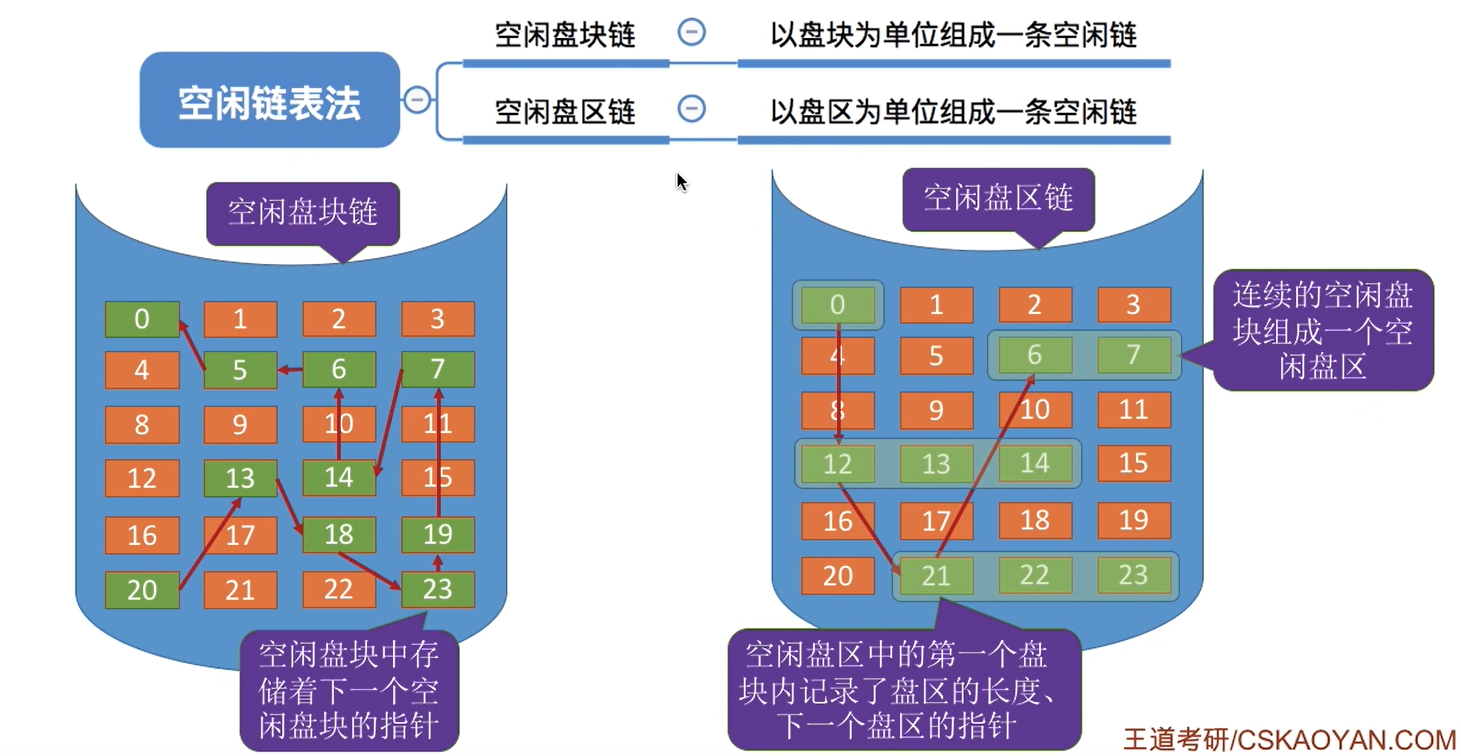 空闲链表法
空闲盘块链
以盘块为单位组成一条空闲链
空闲盘区链
以盘区为单位组成一条空闲链
空闲盘块链
0 1 2 3
4 5 6 7
8 9 10 11
12 13 14 15
16 17 18 19
20 21 22 23
空闲盘块中存
储着下一个空
闲盘块的指针
空闲盘区链
0 1 2 3
4 5 6 7
8 9 10 11
12 13 14 15
16 17 18 19
20 21 22 23
连续的空闲盘
块组成一个空
闲盘区
空闲盘区中的第一个盘
块内记录了盘区的长度、
下一个盘区的指针
王道考研/CSKAOYAN.COM